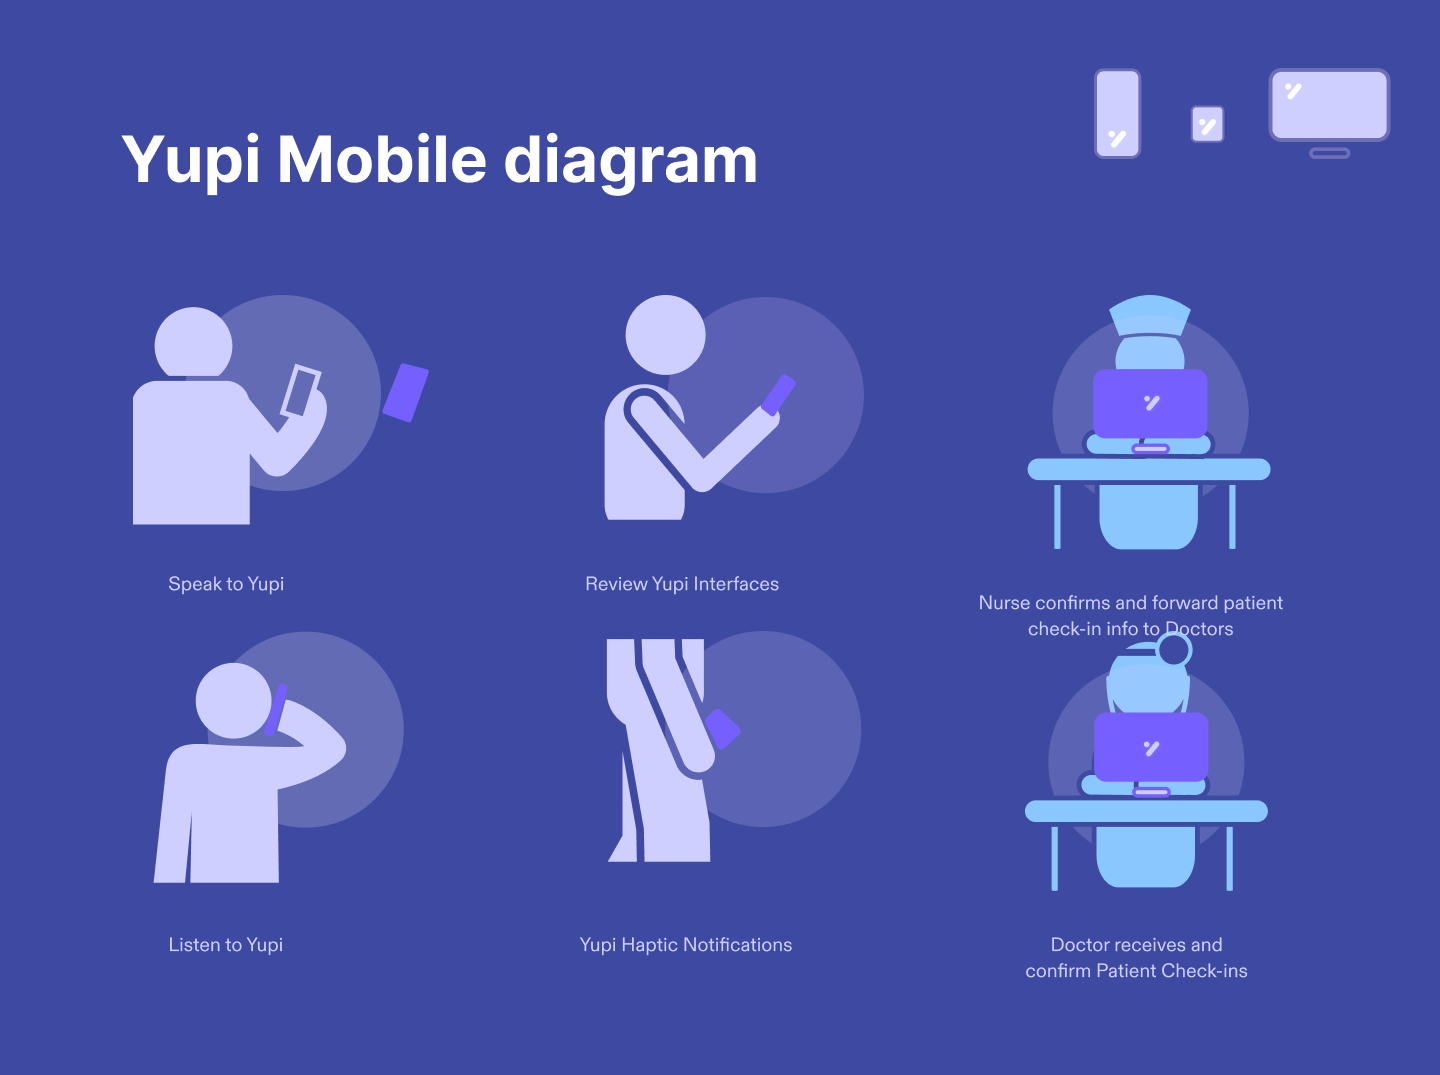 Yupi Mobile diagram
Speak to Yupi
Review Yupi Interfaces
Nurse confirms and forward patient
check-in info to Doctors
Listen to Yupi
Yupi Haptic Notifications
Doctor receives and
confirm Patient Check-ins